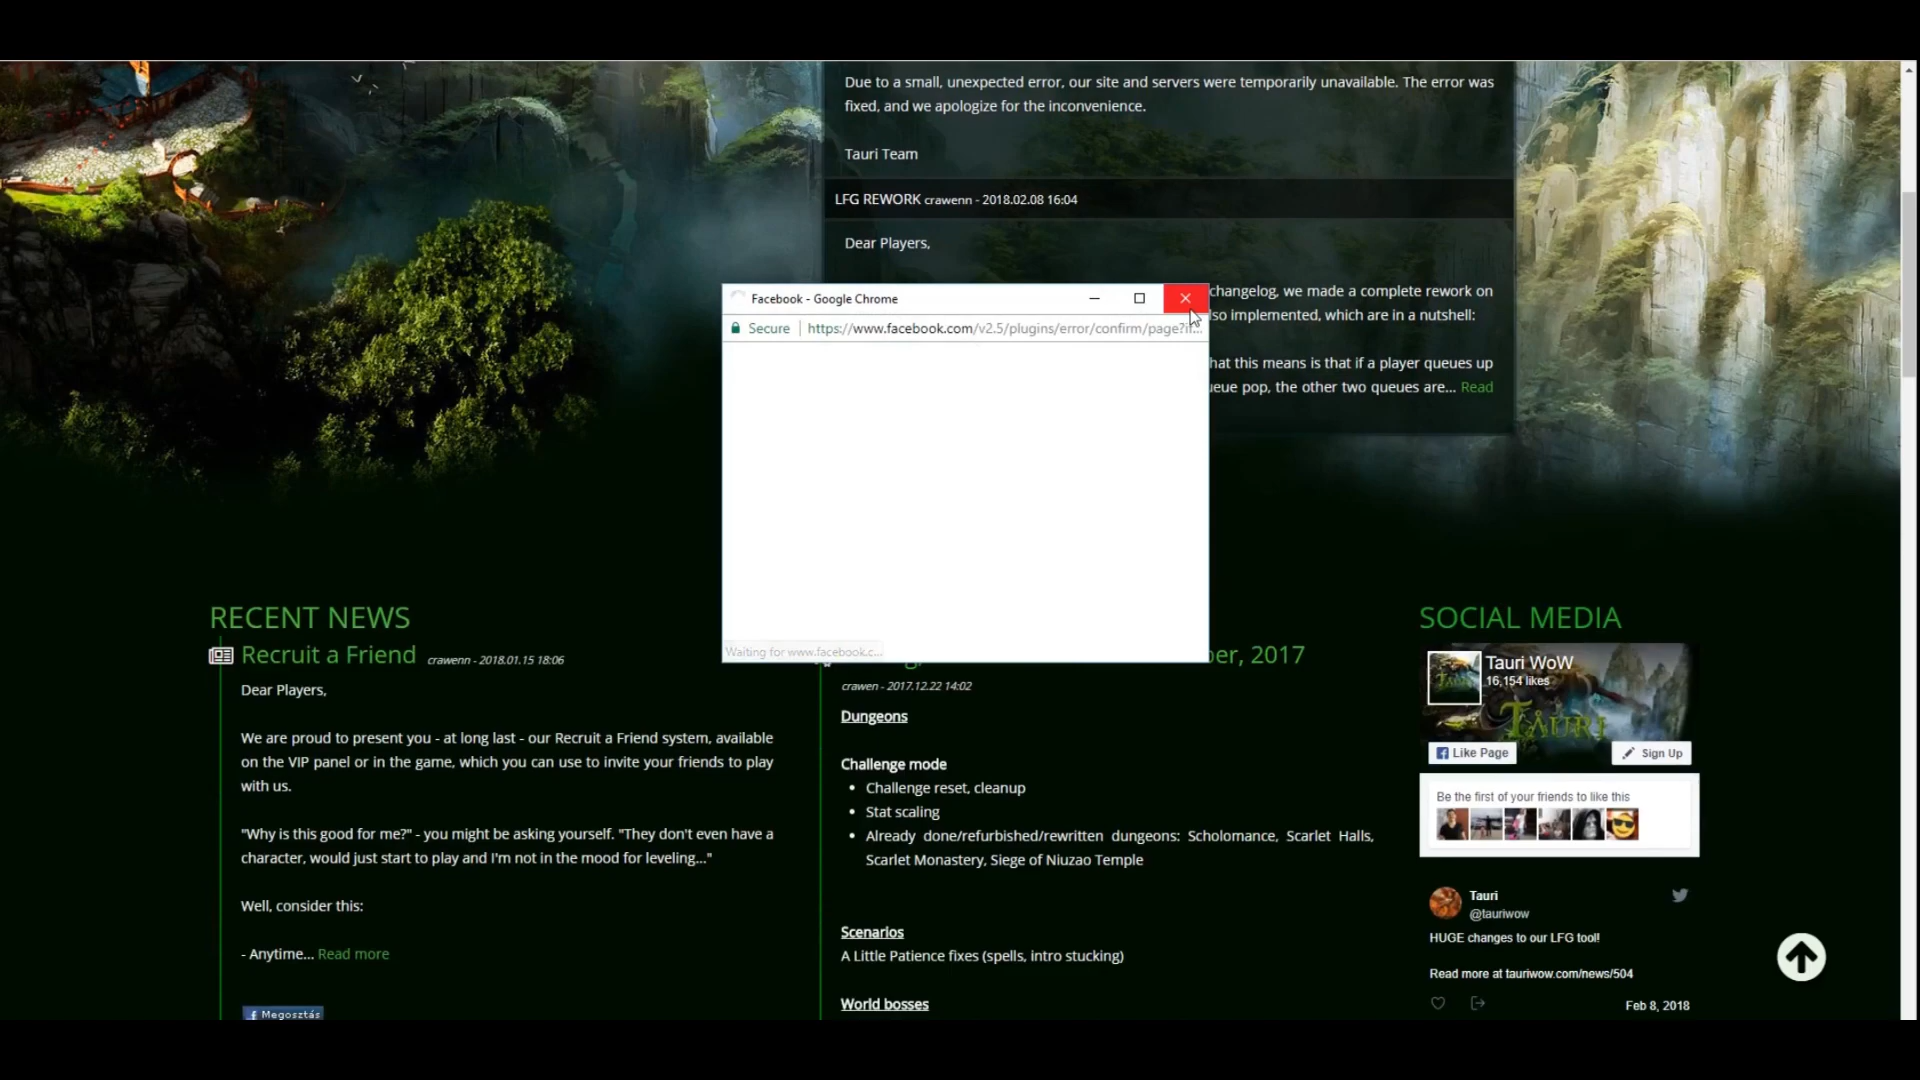 Due to a small, unexpected error, our site and servers were temporarily unavailable. The error was
fixed, and we apologize for the inconvenience.
Tauri Team
LFG REWORK crawenn - 2018.02.08 16:04
Dear Players,
changelog, we made a complete rework on
so implemented, which are in a nutshell:
hat this means is that if a player queues up
ueue pop, the other two queues are... Read
Facebook - Google Chrome
Secure https://www.facebook.com/v2.5/plugins/error/confirm/page?
Waiting for www.facebook.c...
RECENT NEWS
Recruit a Friend crawenn - 2018.01.15 18:06
Dear Players,
We are proud to present you - at long last - our Recruit a Friend system, available
on the VIP panel or in the game, which you can use to invite your friends to play
with us.
"Why is this good for me?" - you might be asking yourself. "They don't even have a
character, would just start to play and I'm not in the mood for leveling..."
Well, consider this:
- Anytime... Read more
Megosztás
er, 2017
crawen - 2017.12.22 14:02
Dungeons
Challenge mode
• Challenge reset, cleanup
• Stat scaling
• Already done/refurbished/rewritten dungeons: Scholomance, Scarlet Halls,
Scarlet Monastery, Siege of Niuzao Temple
Scenarios
A Little Patience fixes (spells, intro stucking)
World bosses
SOCIAL MEDIA
Tauri WoW
16,154 likes
TAURI
Like Page
Sign Up
Be the first of your friends to like this
Tauri
@tauriwow
HUGE changes to our LFG tool!
Read more at tauriwow.com/news/504
Feb 8, 2018